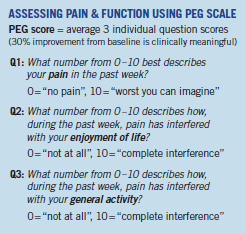 ASSESSING PAIN & FUNCTION USING PEG SCALE
PEG score = average 3 individual question scores
(30% improvement from baseline is clinically meaningful)
Q1: What number from 0–10 best describes
your pain in the past week?
0="no pain", 10="worst you can imagine"
Q2: What number from 0–10 describes how,
during the past week, pain has interfered
with your enjoyment of life?
0="not at all", 10="complete interference"
Q3: What number from 0–10 describes how,
during the past week, pain has interfered
with your general activity?
0="not at all", 10="complete interference"